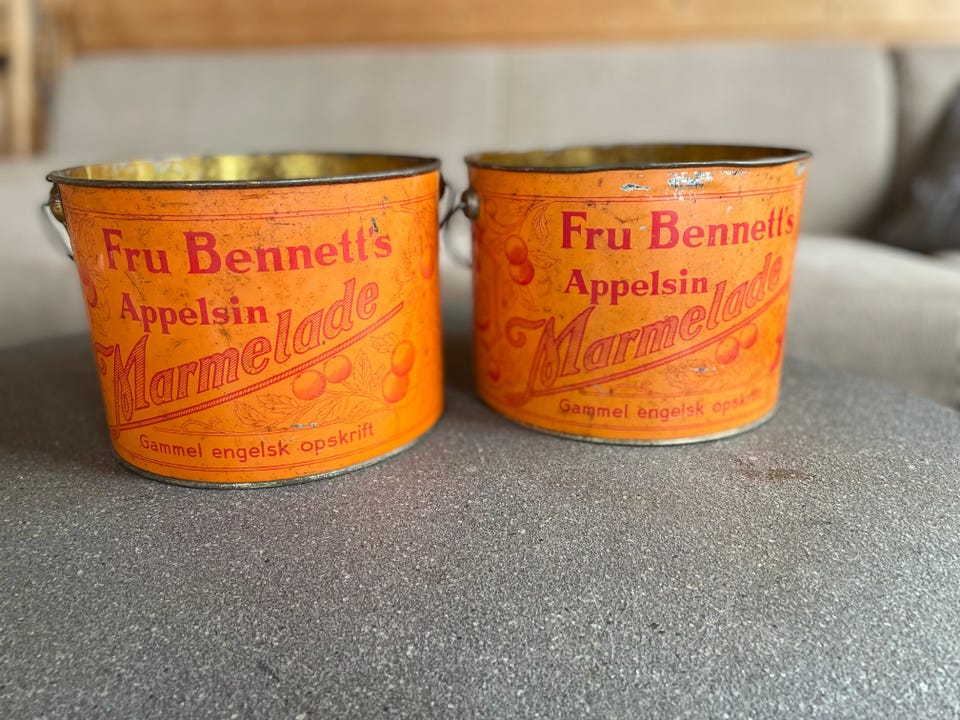 Fru Bennett's
Appelsin
Marmelade
Gammel engelsk opskrift
Fru Bennett's
Appelsin
Marmelade
Gammel engelsk opskrift